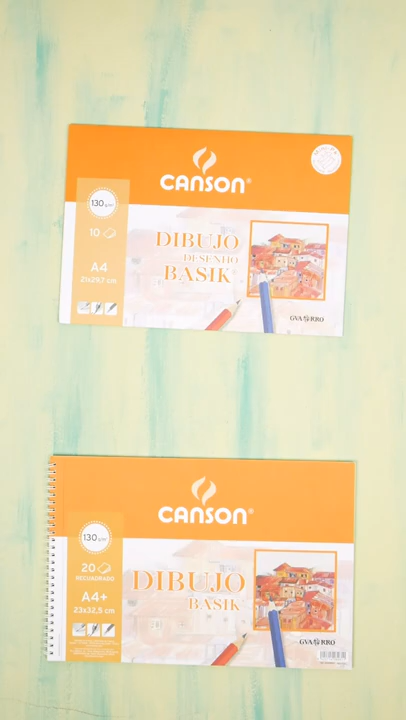 CANSON®
130 g/m²
10
A4
21x29,7 cm
DIBUJO
DESENHO
BASIK
GVARRO
CANSON®
130 g/m²
20
RECUADRADO
A4+
23x32,5 cm
DIBUJO
BASIK
GVARRO